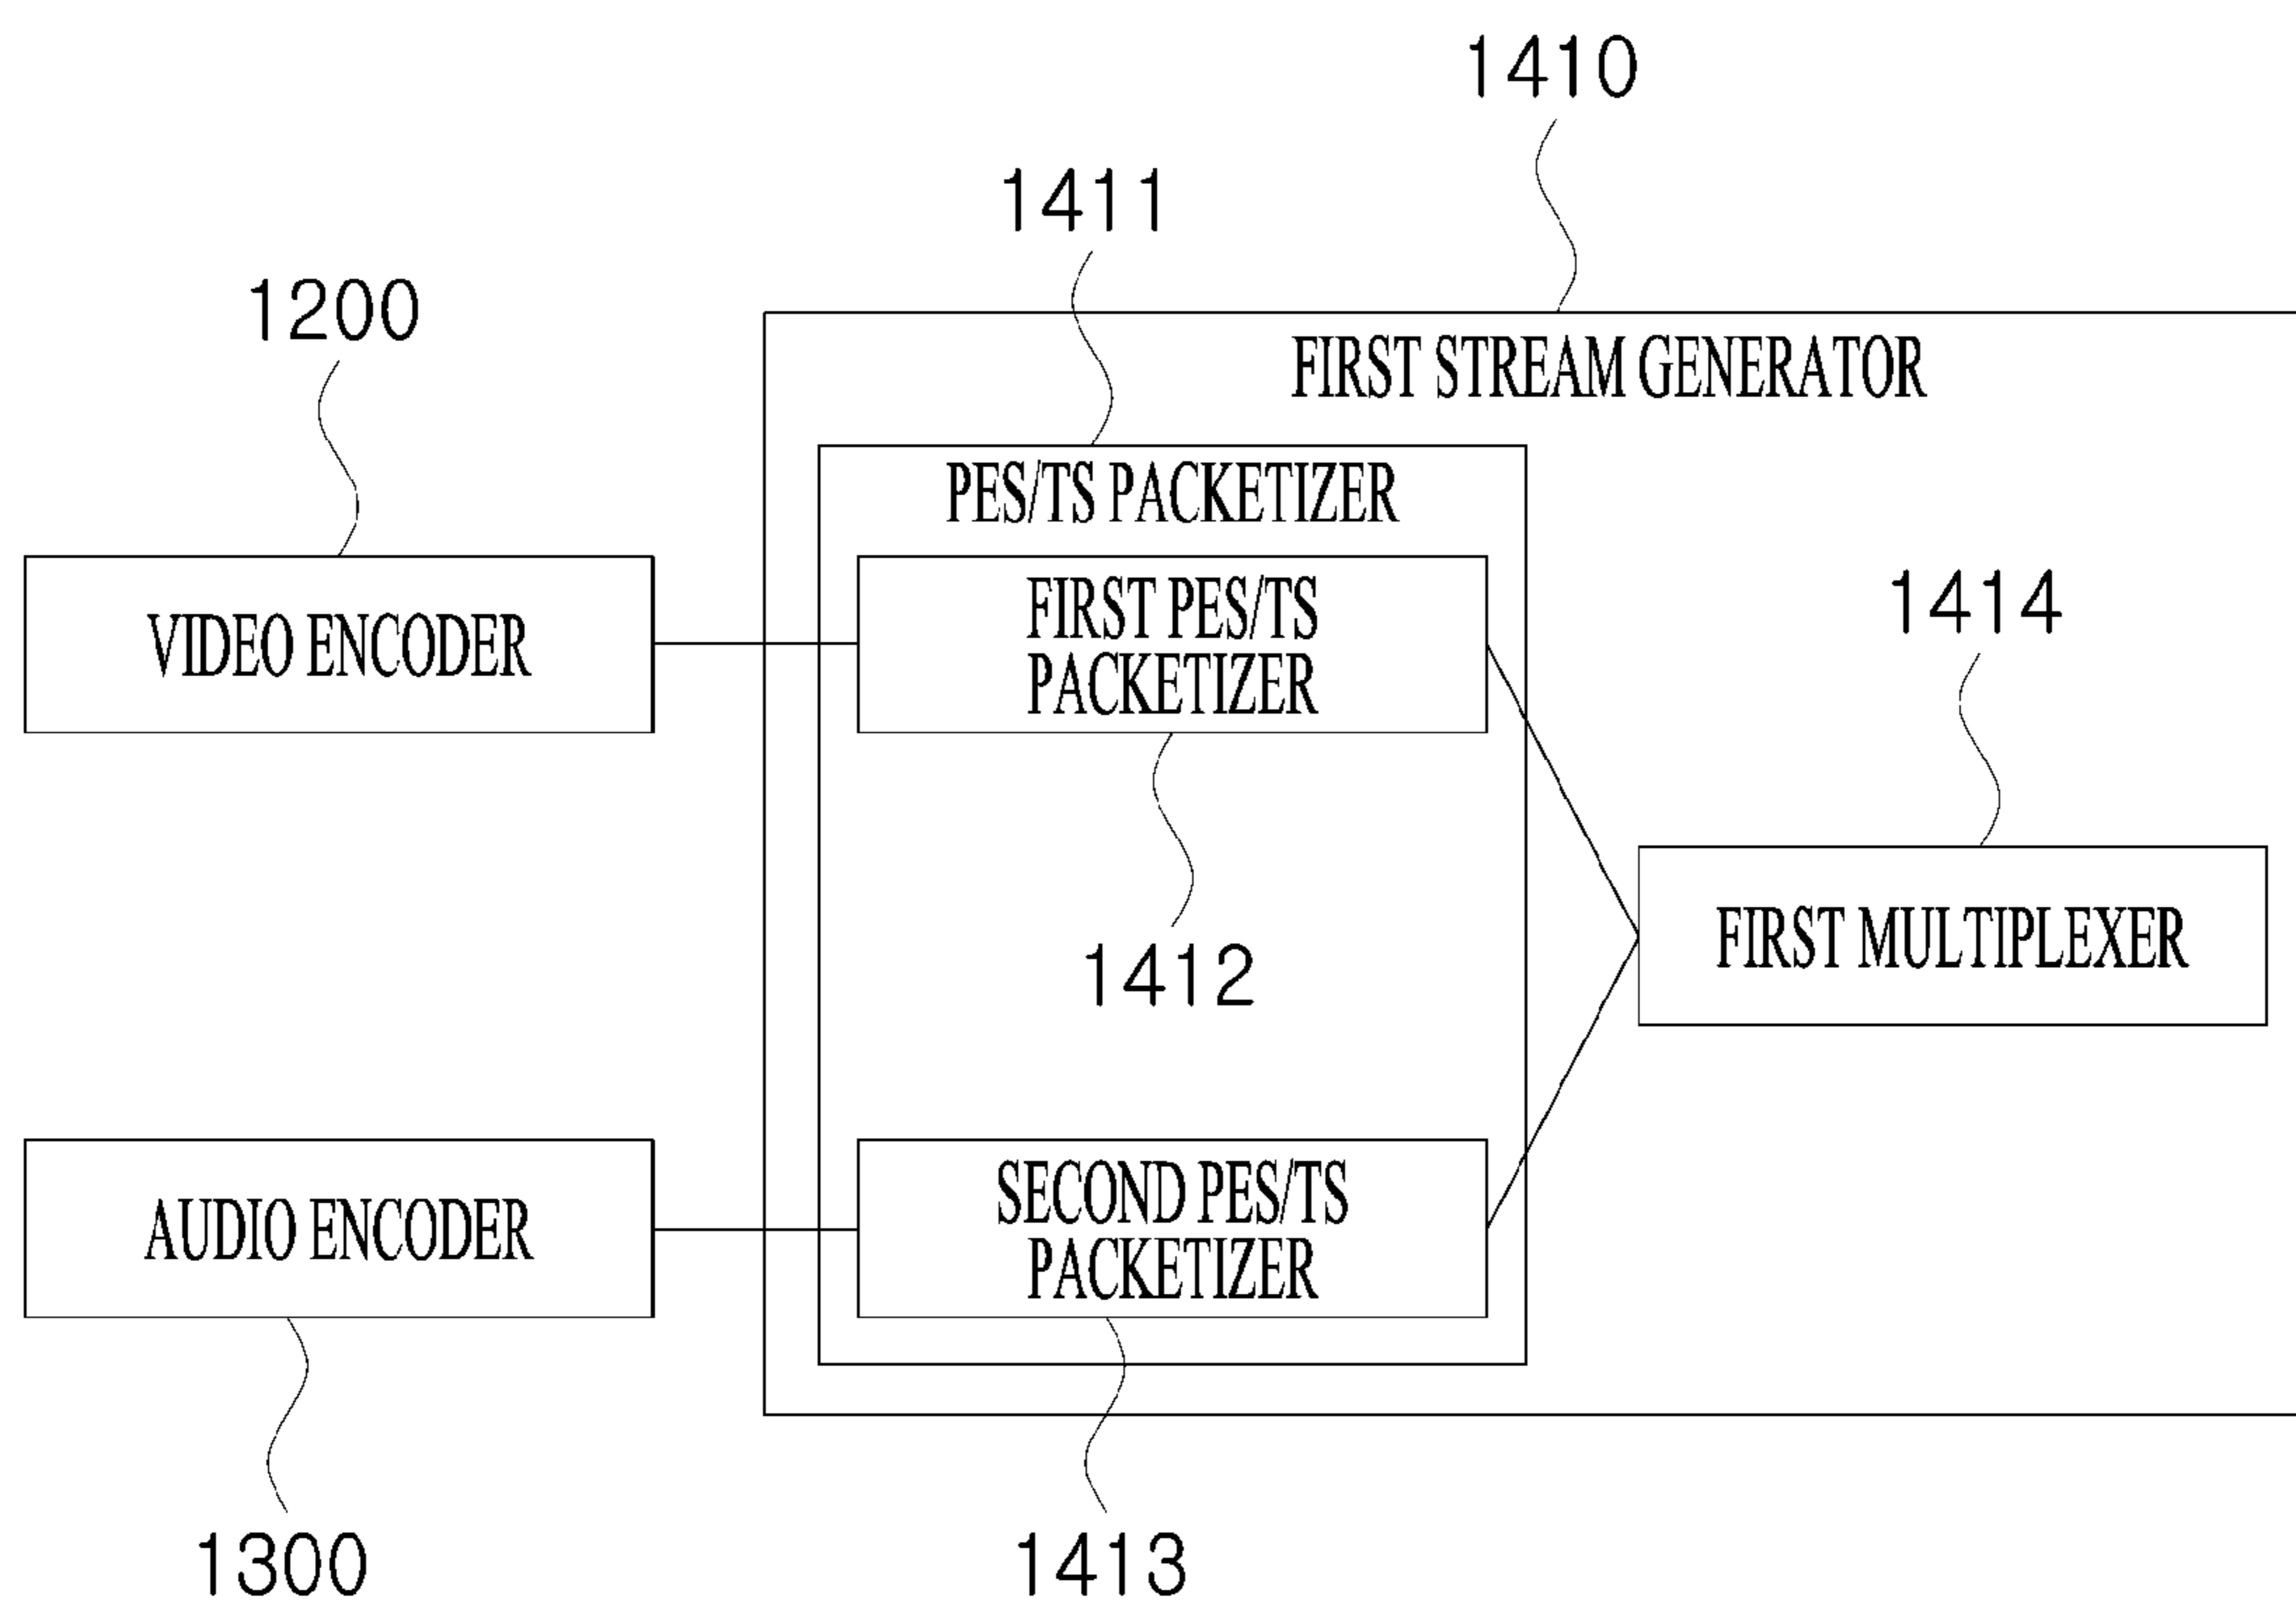 1410
1411
1200
FIRST STREAM GENERATOR
PES/TS PACKETIZER
VIDEO ENCODER
FIRST PES/TS
PACKETIZER
1414
1412
FIRST MULTIPLEXER
AUDIO ENCODER
SECOND PES/TS
PACKETIZER
1300
1413